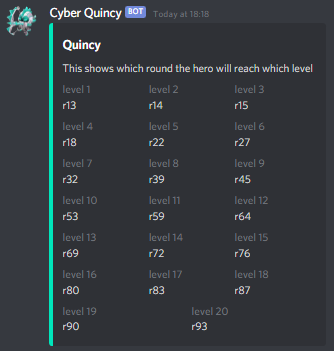 Cyber Quincy BOT Today at 18:18
Quincy
This shows which round the hero will reach which level
level 1 level 2 level 3
r13 r14 r15
level 4 level 5 level 6
r18 r22 r27
level 7 level 8 level 9
r32 r39 r45
level 10 level 11 level 12
r53 r59 r64
level 13 level 14 level 15
r69 r72 r76
level 16 level 17 level 18
r80 r83 r87
level 19 level 20
r90 r93